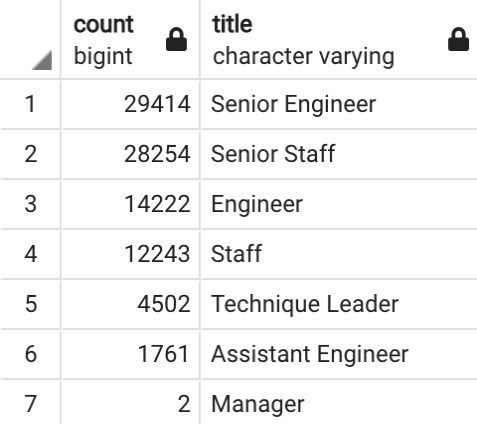 count title
bigint character varying
1 29414 Senior Engineer
2 28254 Senior Staff
3 14222 Engineer
4 12243 Staff
5 4502 Technique Leader
6 1761 Assistant Engineer
7 2 Manager